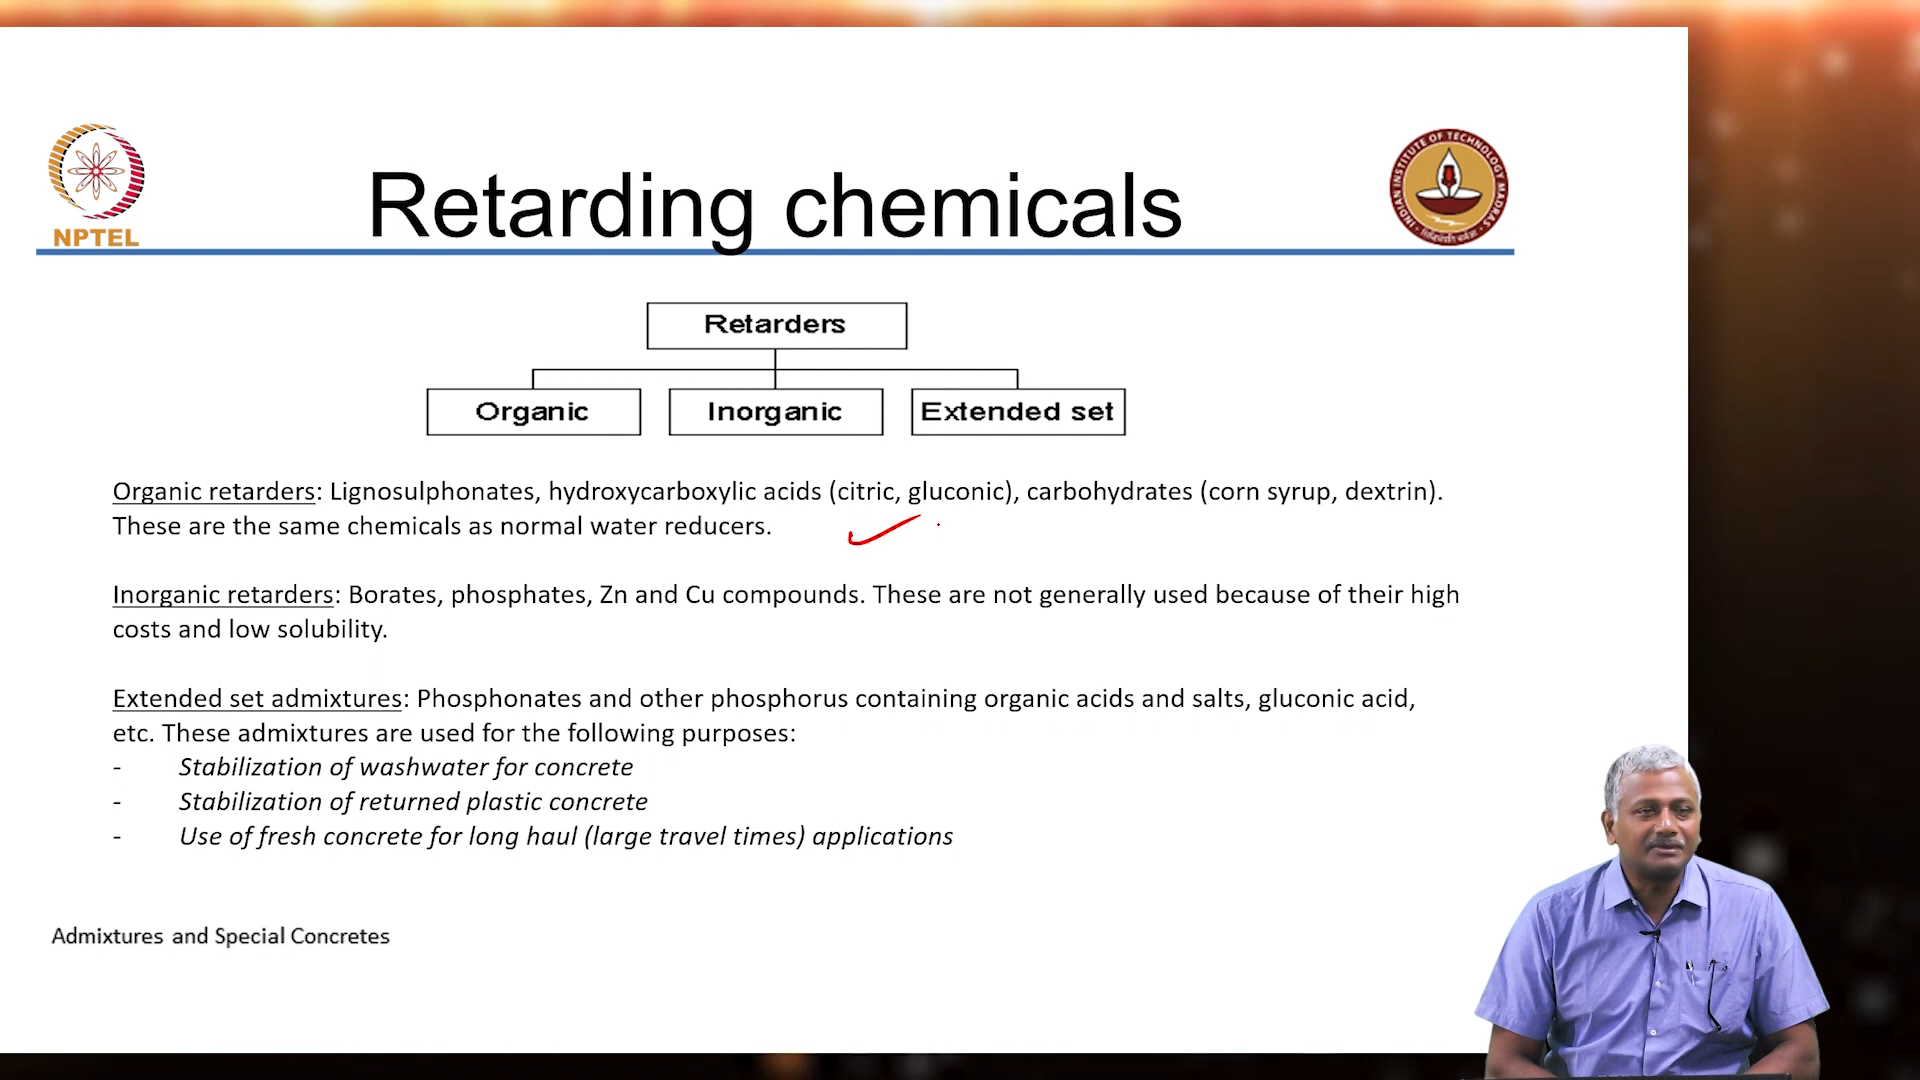 NPTEL
Retarding chemicals
INDIAN INSTITUTE OF TECHNOLOGY MADRAS
Retarders
Organic
Inorganic
Extended set
Organic retarders: Lignosulphonates, hydroxycarboxylic acids (citric, gluconic), carbohydrates (corn syrup, dextrin).
These are the same chemicals as normal water reducers.
Inorganic retarders: Borates, phosphates, Zn and Cu compounds. These are not generally used because of their high
costs and low solubility.
Extended set admixtures: Phosphonates and other phosphorus containing organic acids and salts, gluconic acid,
etc. These admixtures are used for the following purposes:
- Stabilization of washwater for concrete
- Stabilization of returned plastic concrete
- Use of fresh concrete for long haul (large travel times) applications
Admixtures and Special Concretes